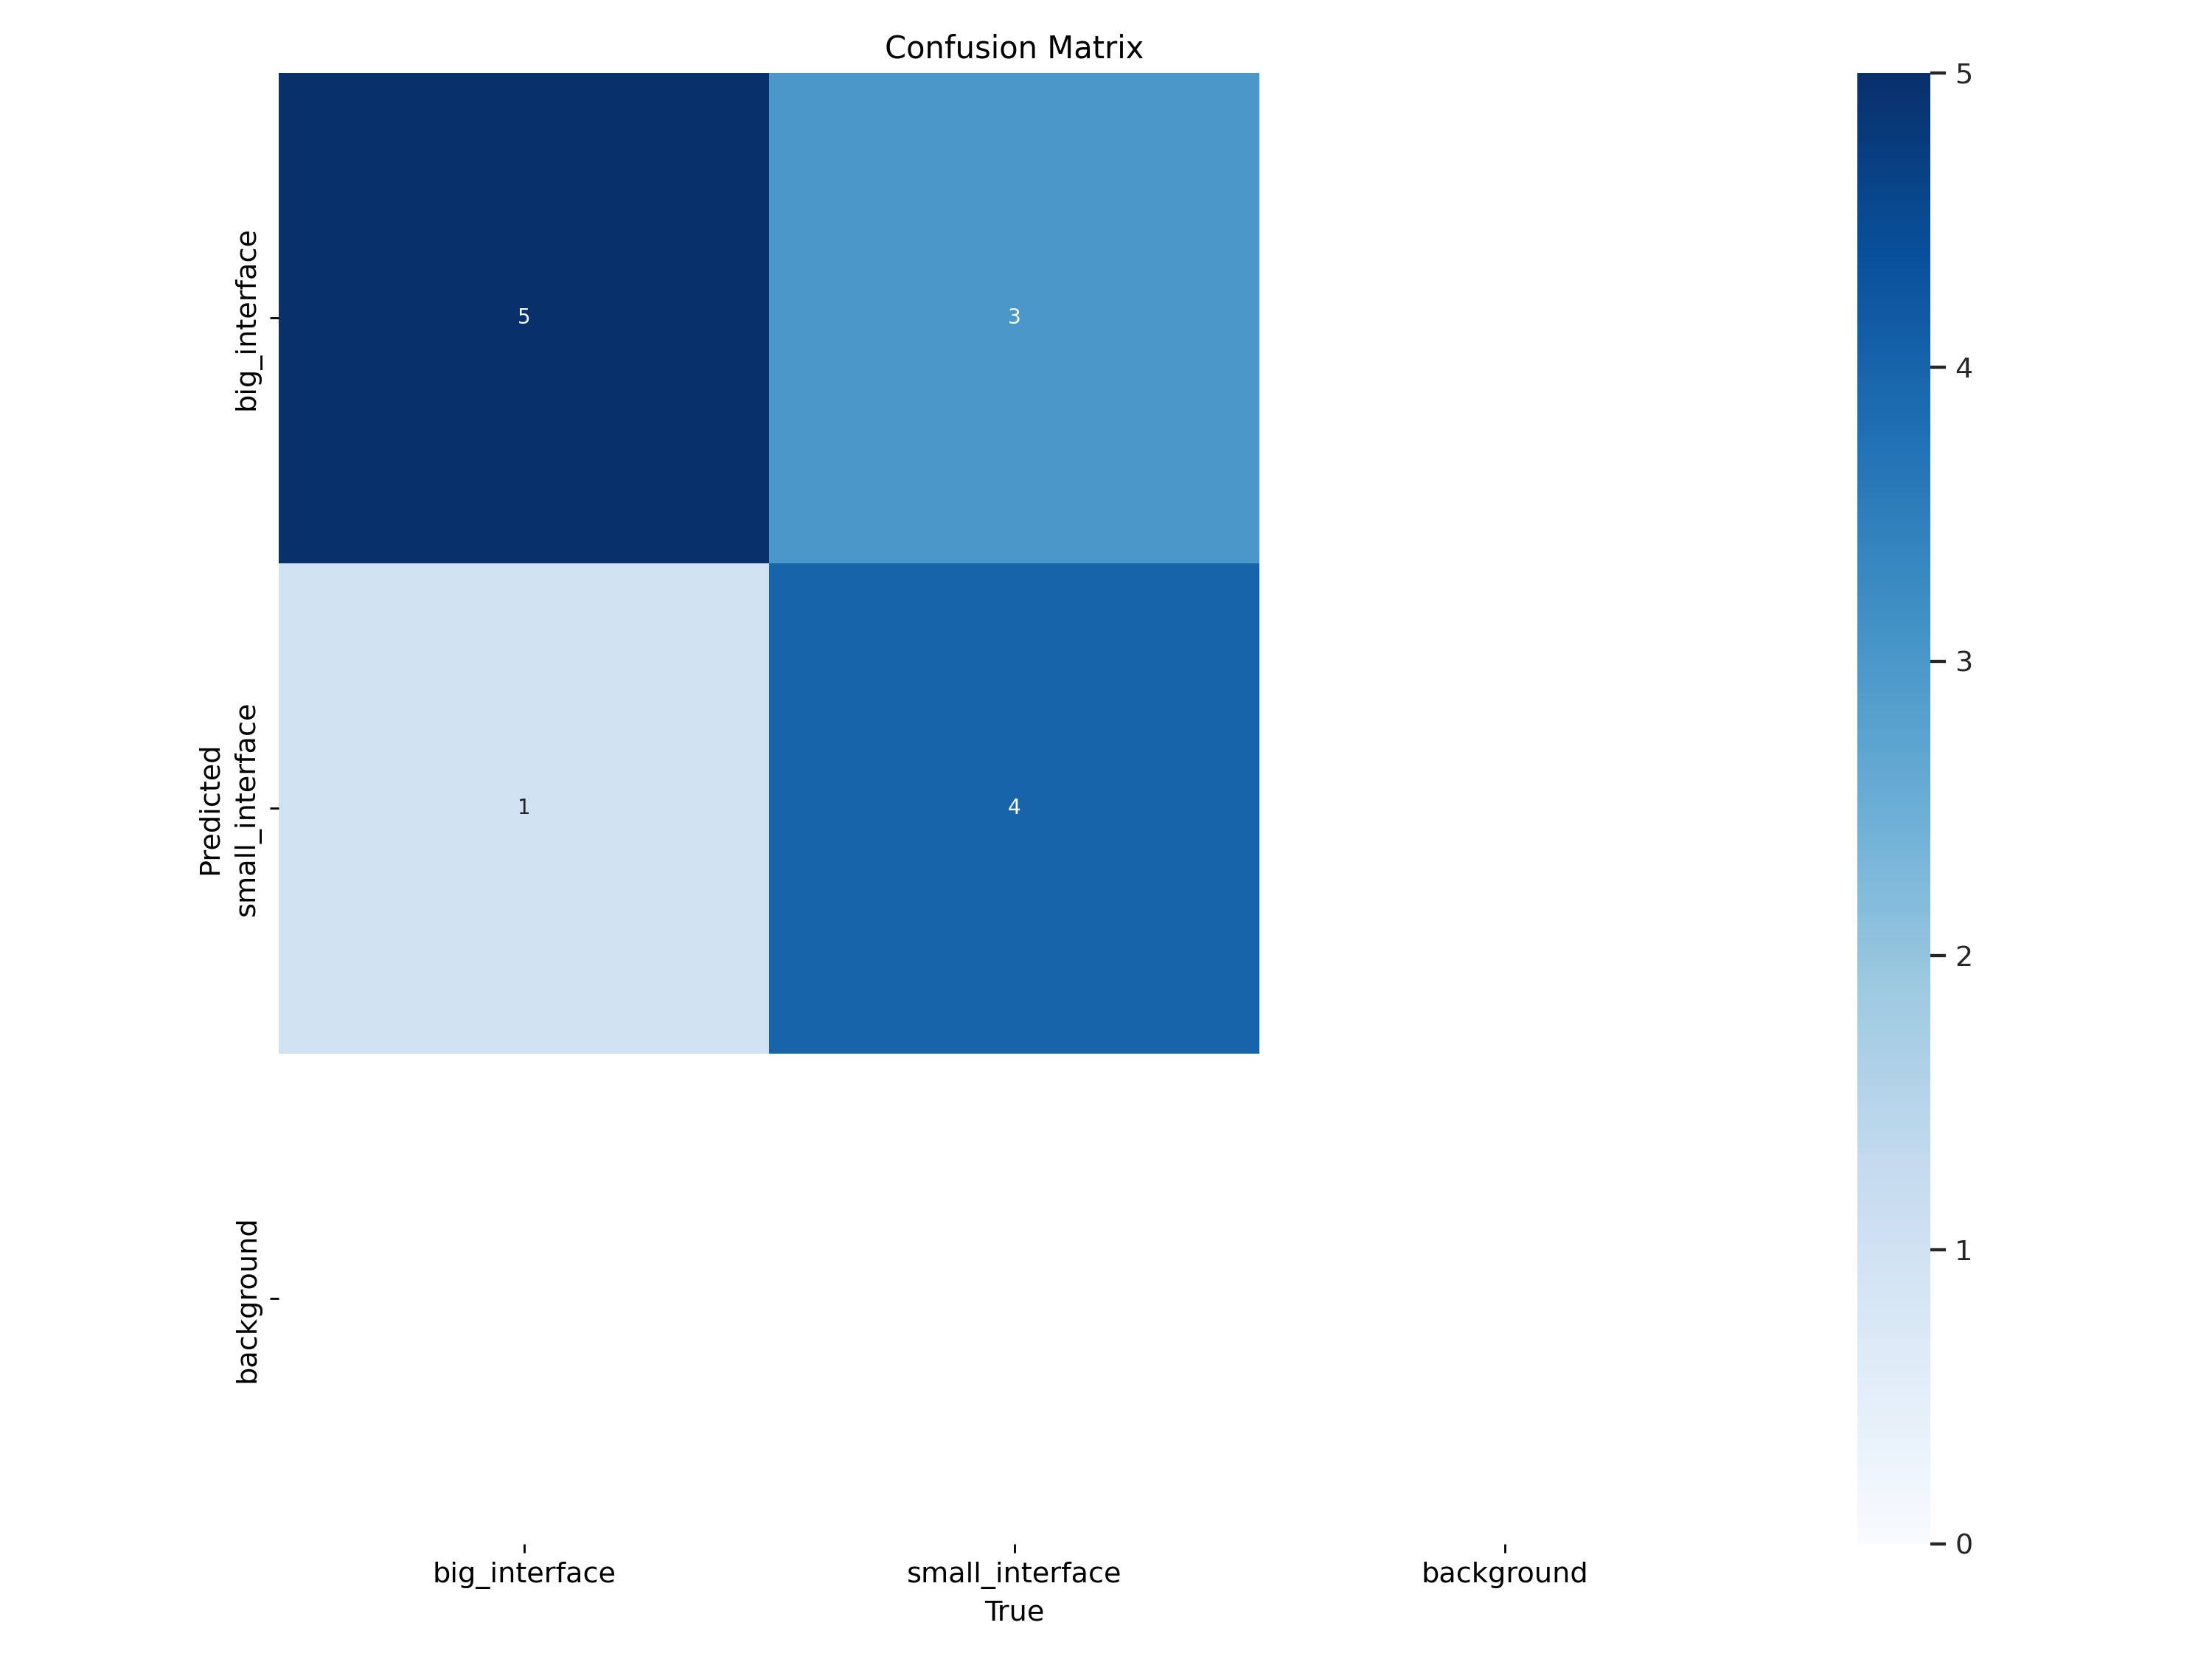 Confusion Matrix
big_interface
small_interface
background
Predicted
5 3
1 4
big_interface small_interface background
True
5
4
3
2
1
0